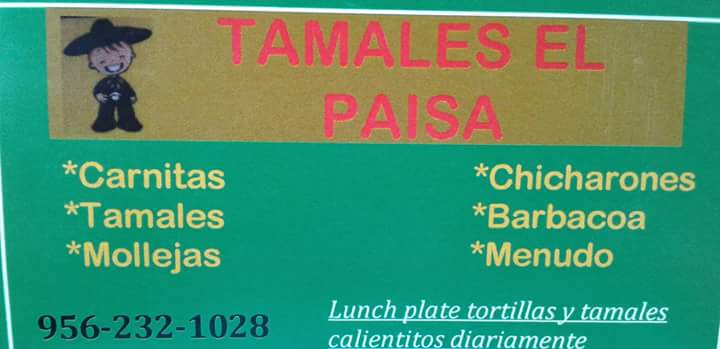 TAMALES EL
PAISA
*Carnitas
*Chicharones
*Tamales
*Barbacoa
*Mollejas
*Menudo
956-232-1028
Lunch plate tortillas y tamales
calientitos diariamente